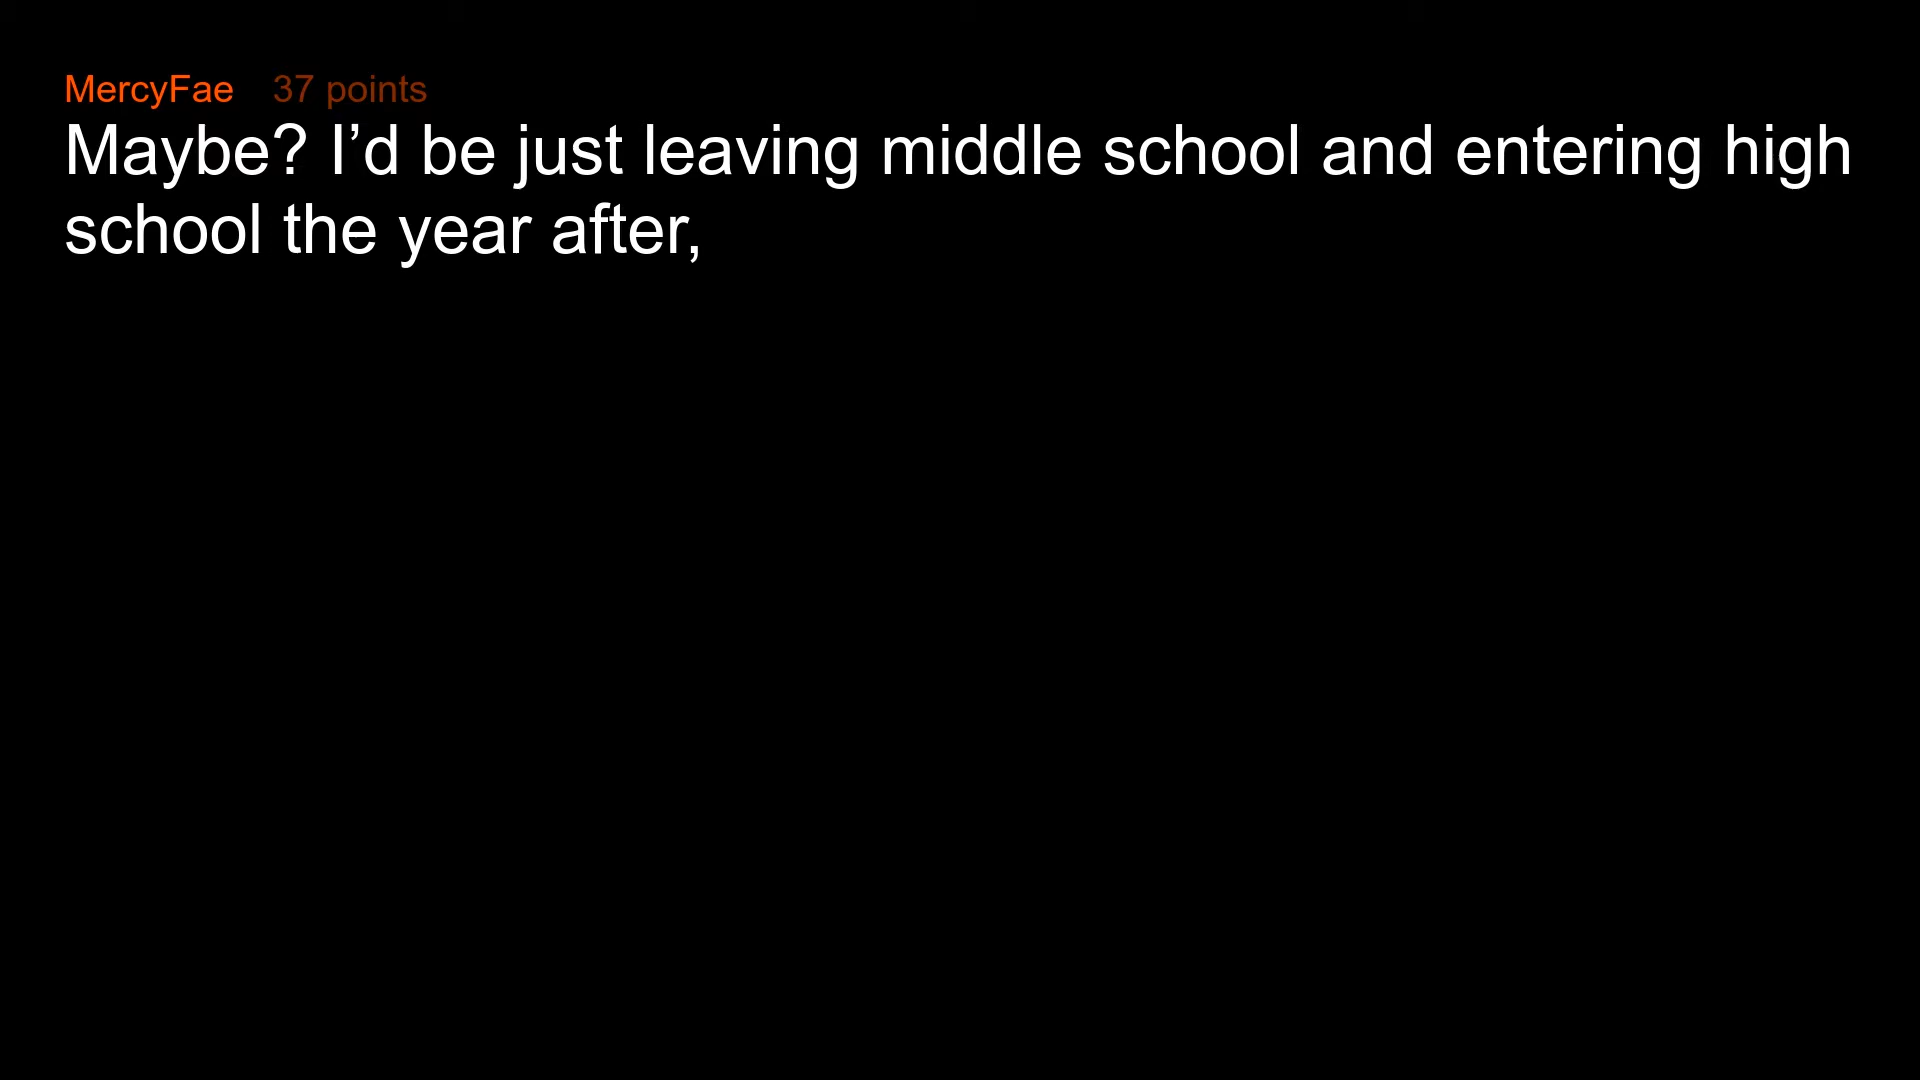 MercyFae 37 points
Maybe? I’d be just leaving middle school and entering high
school the year after,